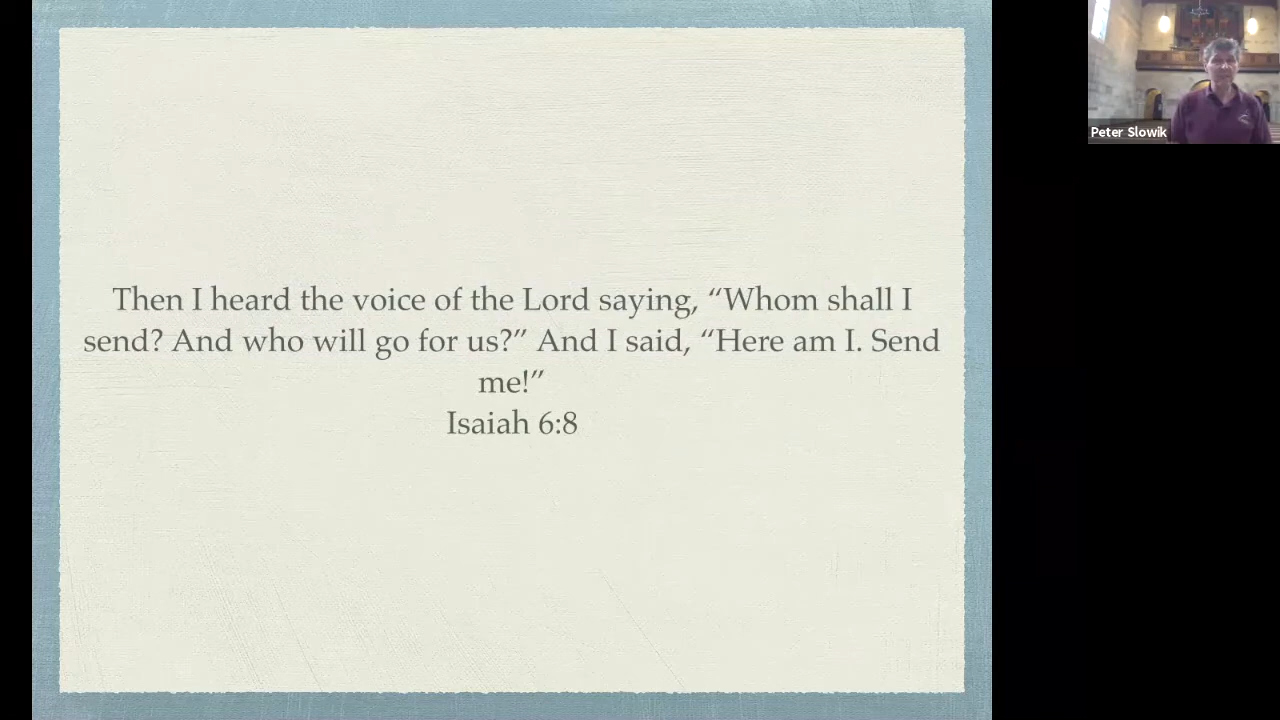 Then I heard the voice of the Lord saying, “Whom shall I
send? And who will go for us?” And I said, “Here am I. Send
me!”
Isaiah 6:8
Peter Slowik